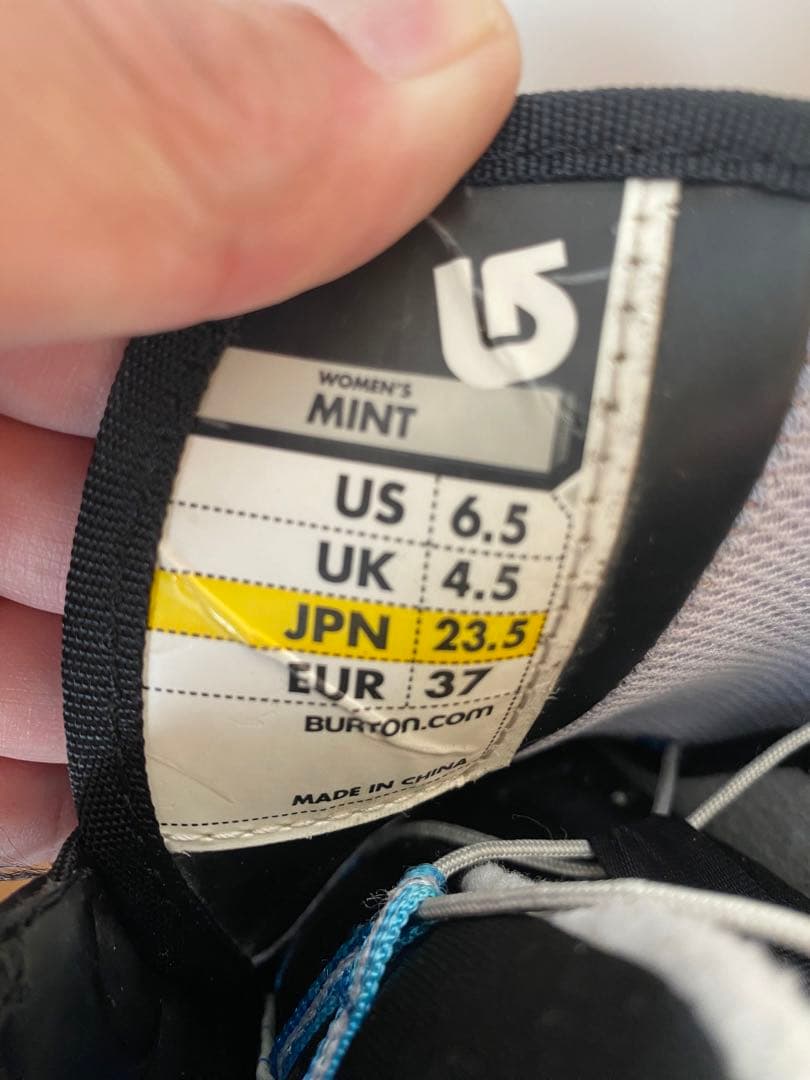 WOMEN'S
MINT
US 6.5
UK 4.5
JPN 23.5
EUR 37
BURTON.COM
MADE IN CHINA